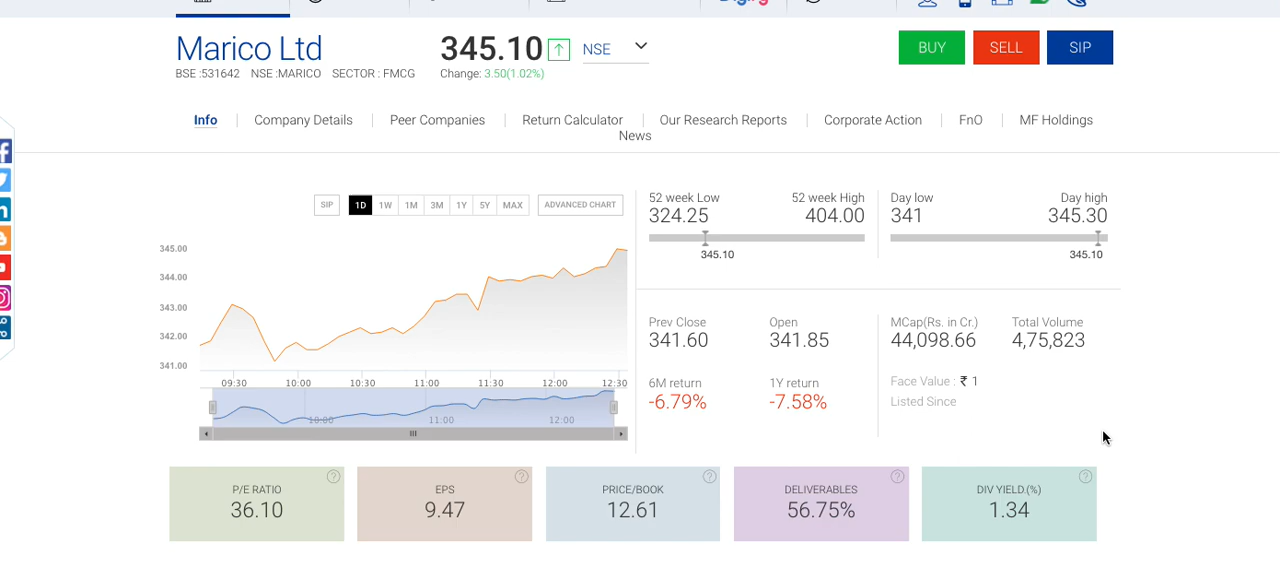 Marico Ltd
345.10
NSE
BUY
SELL
SIP
BSE :531642 NSE :MARICO SECTOR : FMCG
Change: 3.50(1.02%)
Info
Company Details
Peer Companies
Return Calculator
Our Research Reports
Corporate Action
FnO
MF Holdings
News
SIP
1D
1W
1M
3M
1Y
5Y
MAX
ADVANCED CHART
345.00
344.00
343.00
342.00
341.00
09:30
10:00
10:30
11:00
11:30
12:00
12:30
10:00
11:00
12:00
52 week Low
324.25
52 week High
404.00
345.10
Day low
341
Day high
345.30
345.10
Prev Close
341.60
Open
341.85
MCap(Rs. in Cr.)
44,098.66
Total Volume
4,75,823
6M return
-6.79%
1Y return
-7.58%
Face Value : ₹ 1
Listed Since
P/E RATIO
36.10
EPS
9.47
PRICE/BOOK
12.61
DELIVERABLES
56.75%
DIV YIELD.(%)
1.34